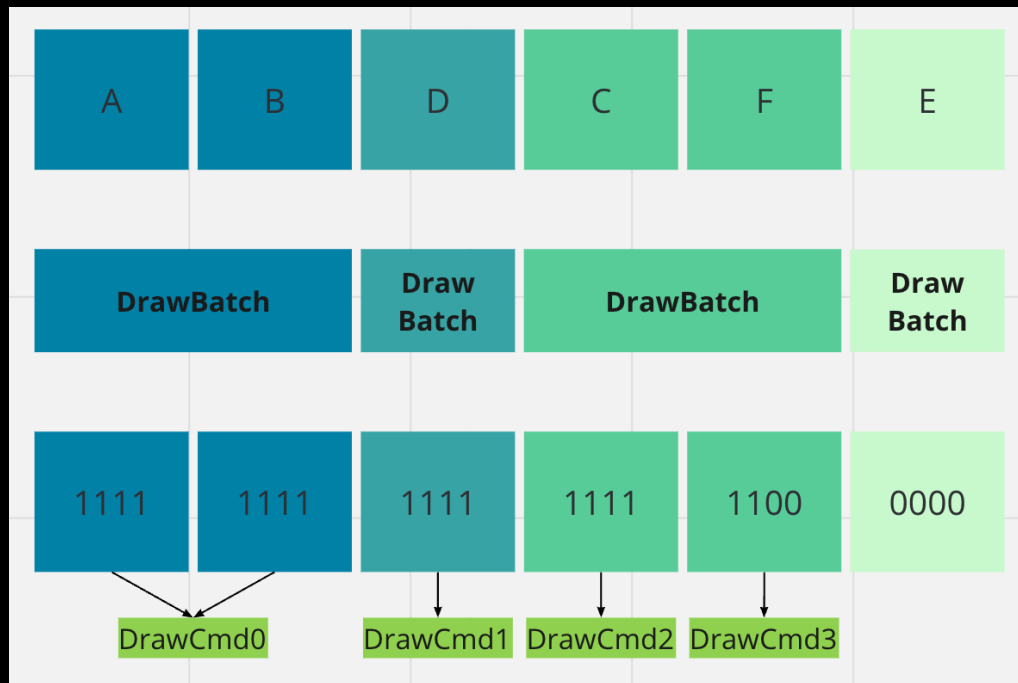 A B D C F E
DrawBatch Draw DrawBatch Draw
Batch Batch
1111 1111 1111 1111 1100 0000
DrawCmd0 DrawCmd1 DrawCmd2 DrawCmd3